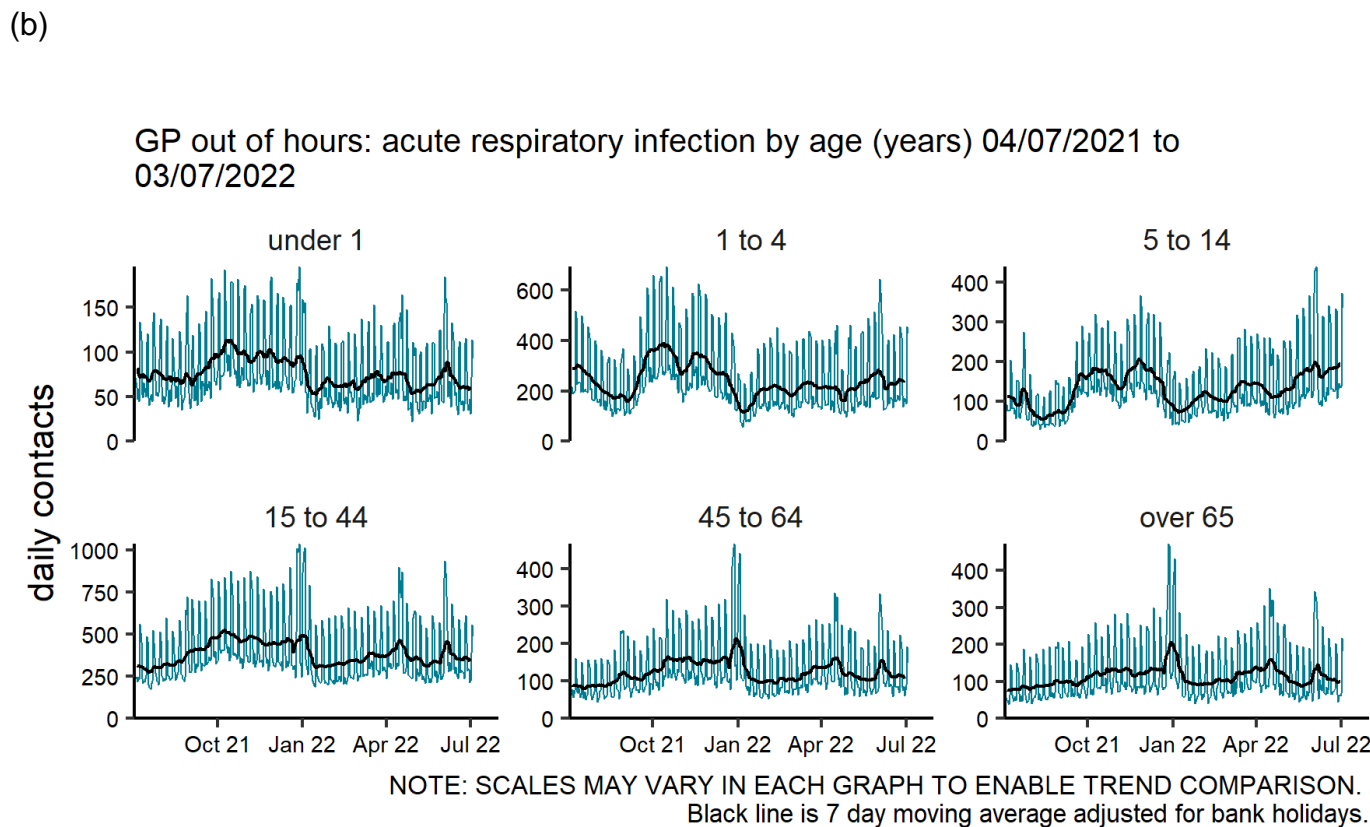 (b)
GP out of hours: acute respiratory infection by age (years) 04/07/2021 to
03/07/2022
under 1
1 to 4
5 to 14
150
100
50
0
600
400
200
0
400
300
200
100
0
daily contacts
15 to 44
45 to 64
over 65
1000
750
500
250
0
400
300
200
100
0
400
300
200
100
0
Oct 21 Jan 22 Apr 22 Jul 22
Oct 21 Jan 22 Apr 22 Jul 22
Oct 21 Jan 22 Apr 22 Jul 22
NOTE: SCALES MAY VARY IN EACH GRAPH TO ENABLE TREND COMPARISON.
Black line is 7 day moving average adjusted for bank holidays.